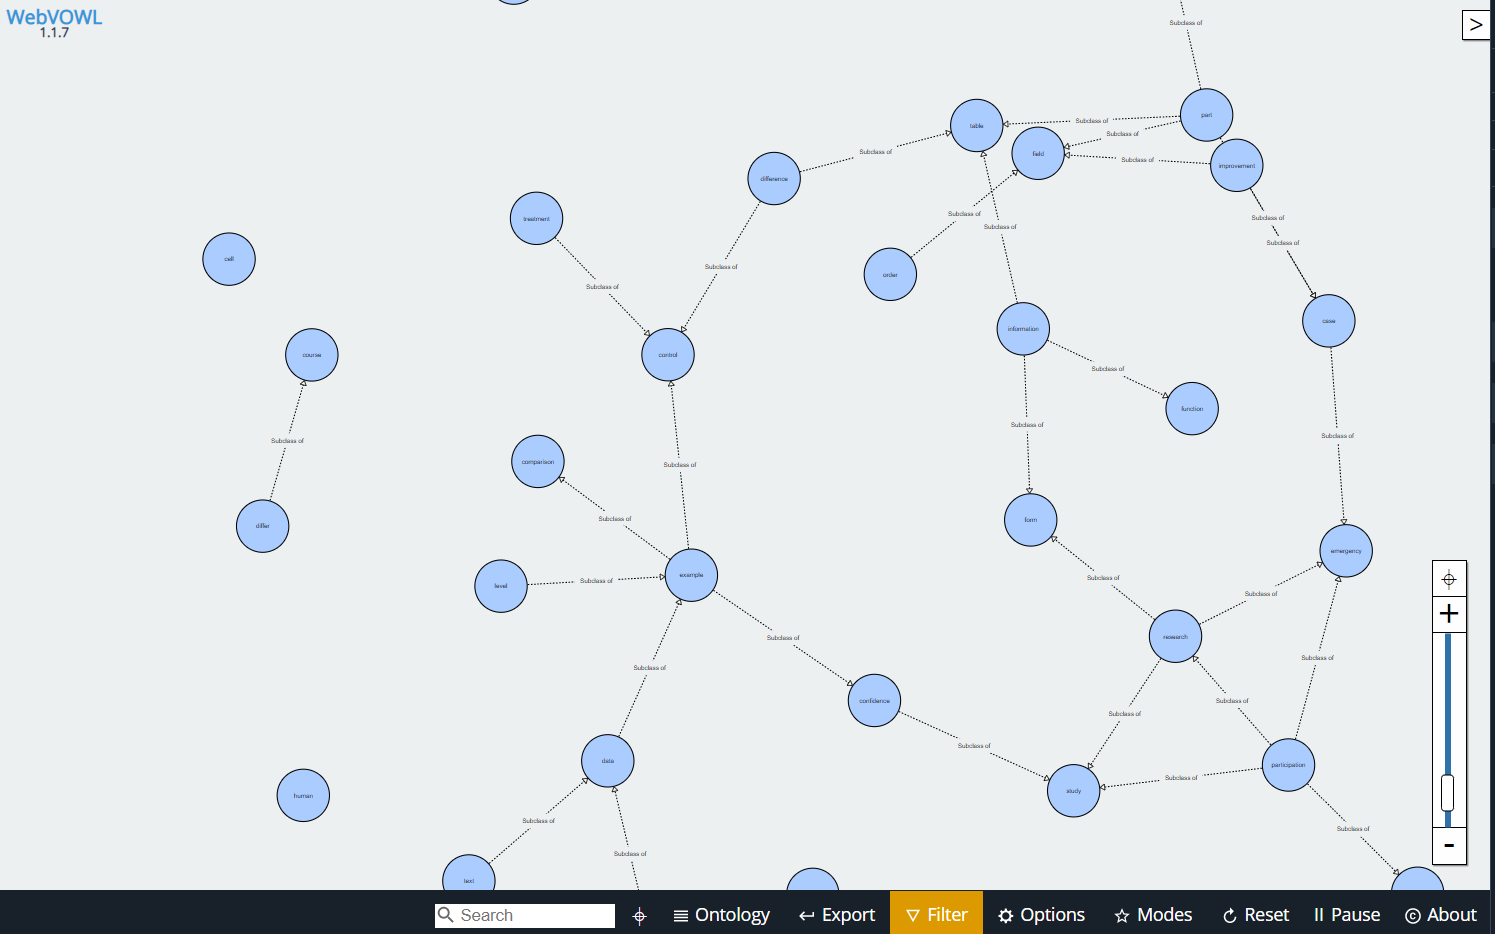 WebVOWL
1.1.7
>
Subclass of
part
table
Subclass of
Subclass of
field
Subclass of
improvement
Subclass of
difference
treatment
Subclass of
Subclass of
Subclass of
Subclass of
cell
Subclass of
order
Subclass of
information
case
course
control
Subclass of
function
Subclass of
Subclass of
Subclass of
comparison
Subclass of
Subclass of
form
differ
emergency
level
Subclass of
example
Subclass of
Subclass of
Subclass of
research
Subclass of
Subclass of
Subclass of
confidence
Subclass of
Subclass of
Subclass of
data
participation
Subclass of
study
human
Subclass of
Subclass of
Subclass of
text
+
-
Search
Ontology
Export
Filter
Options
Modes
Reset
Pause
About